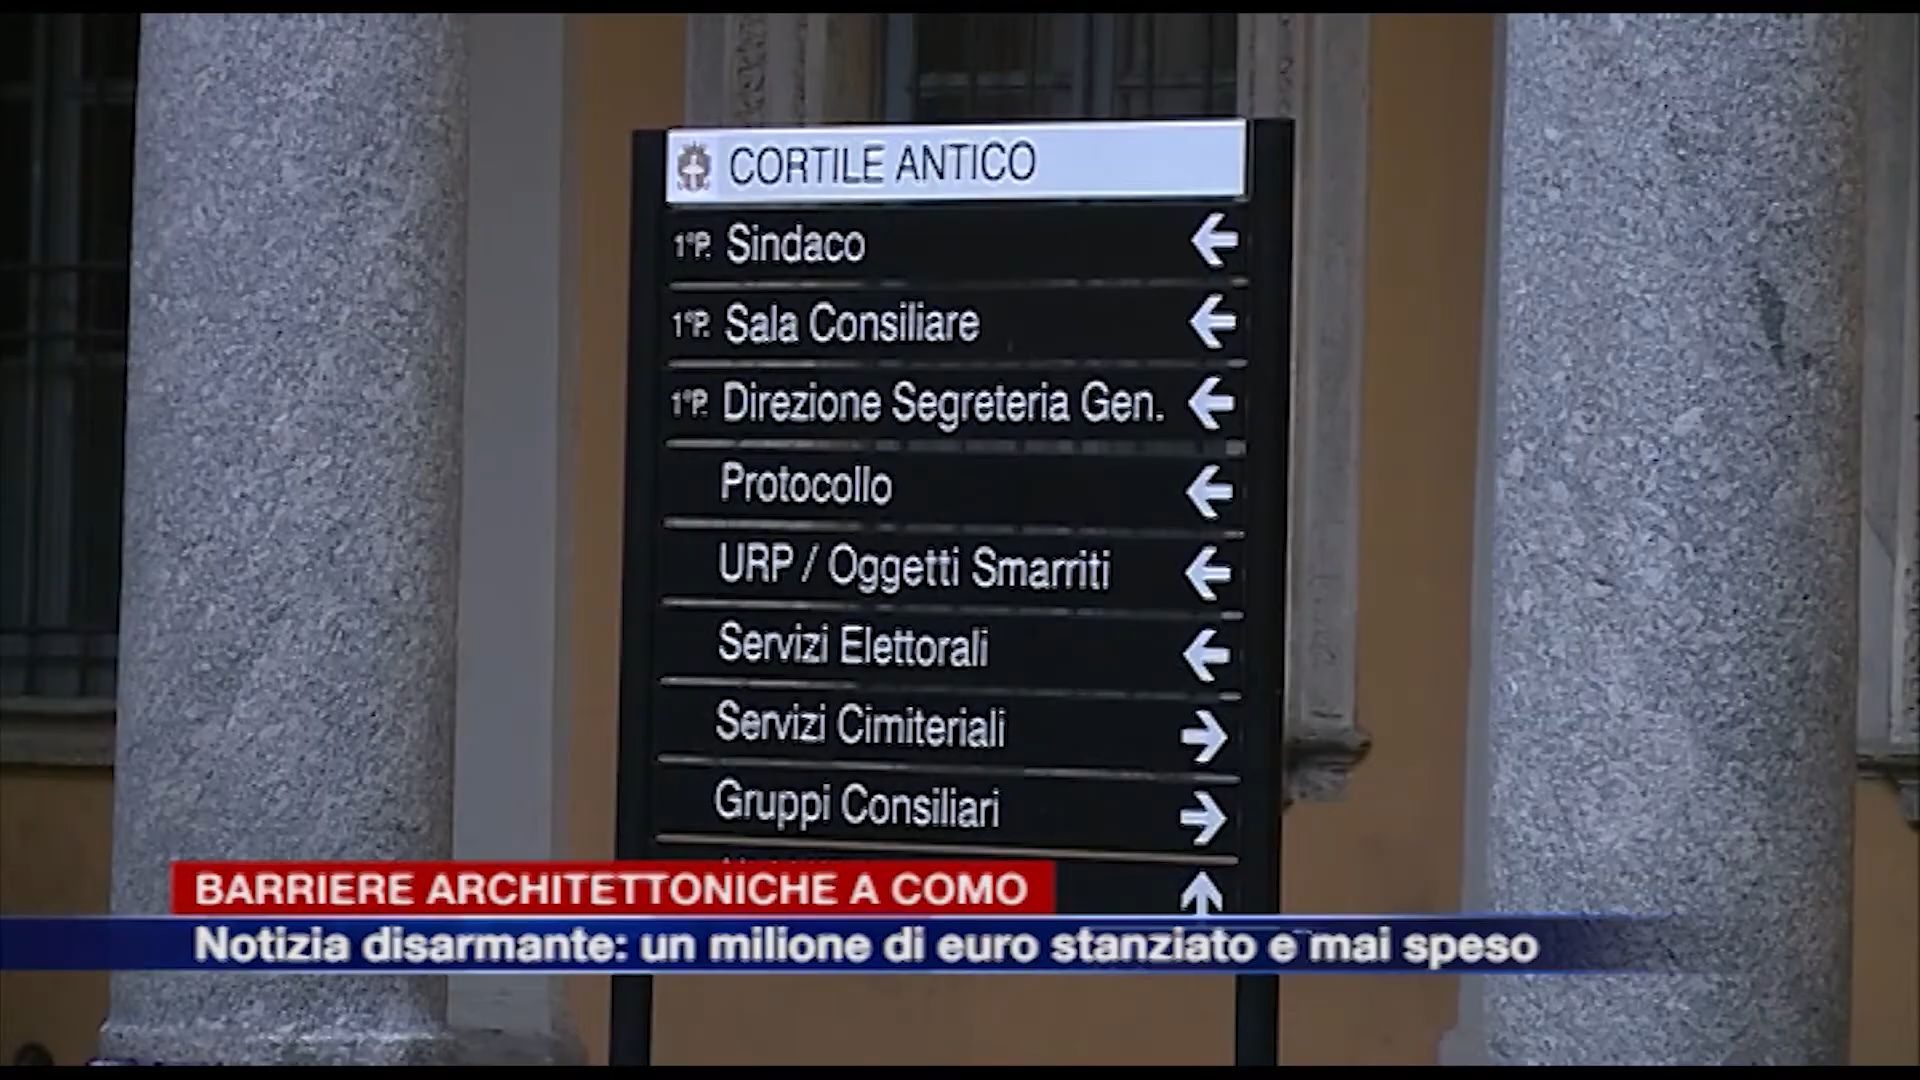 CORTILE ANTICO
1°P. Sindaco
1°P. Sala Consiliare
1°P. Direzione Segreteria Gen.
Protocollo
URP / Oggetti Smarriti
Servizi Elettorali
Servizi Cimiteriali
Gruppi Consiliari
BARRIERE ARCHITETTONICHE A COMO
Notizia disarmante: un milione di euro stanziato e mai speso